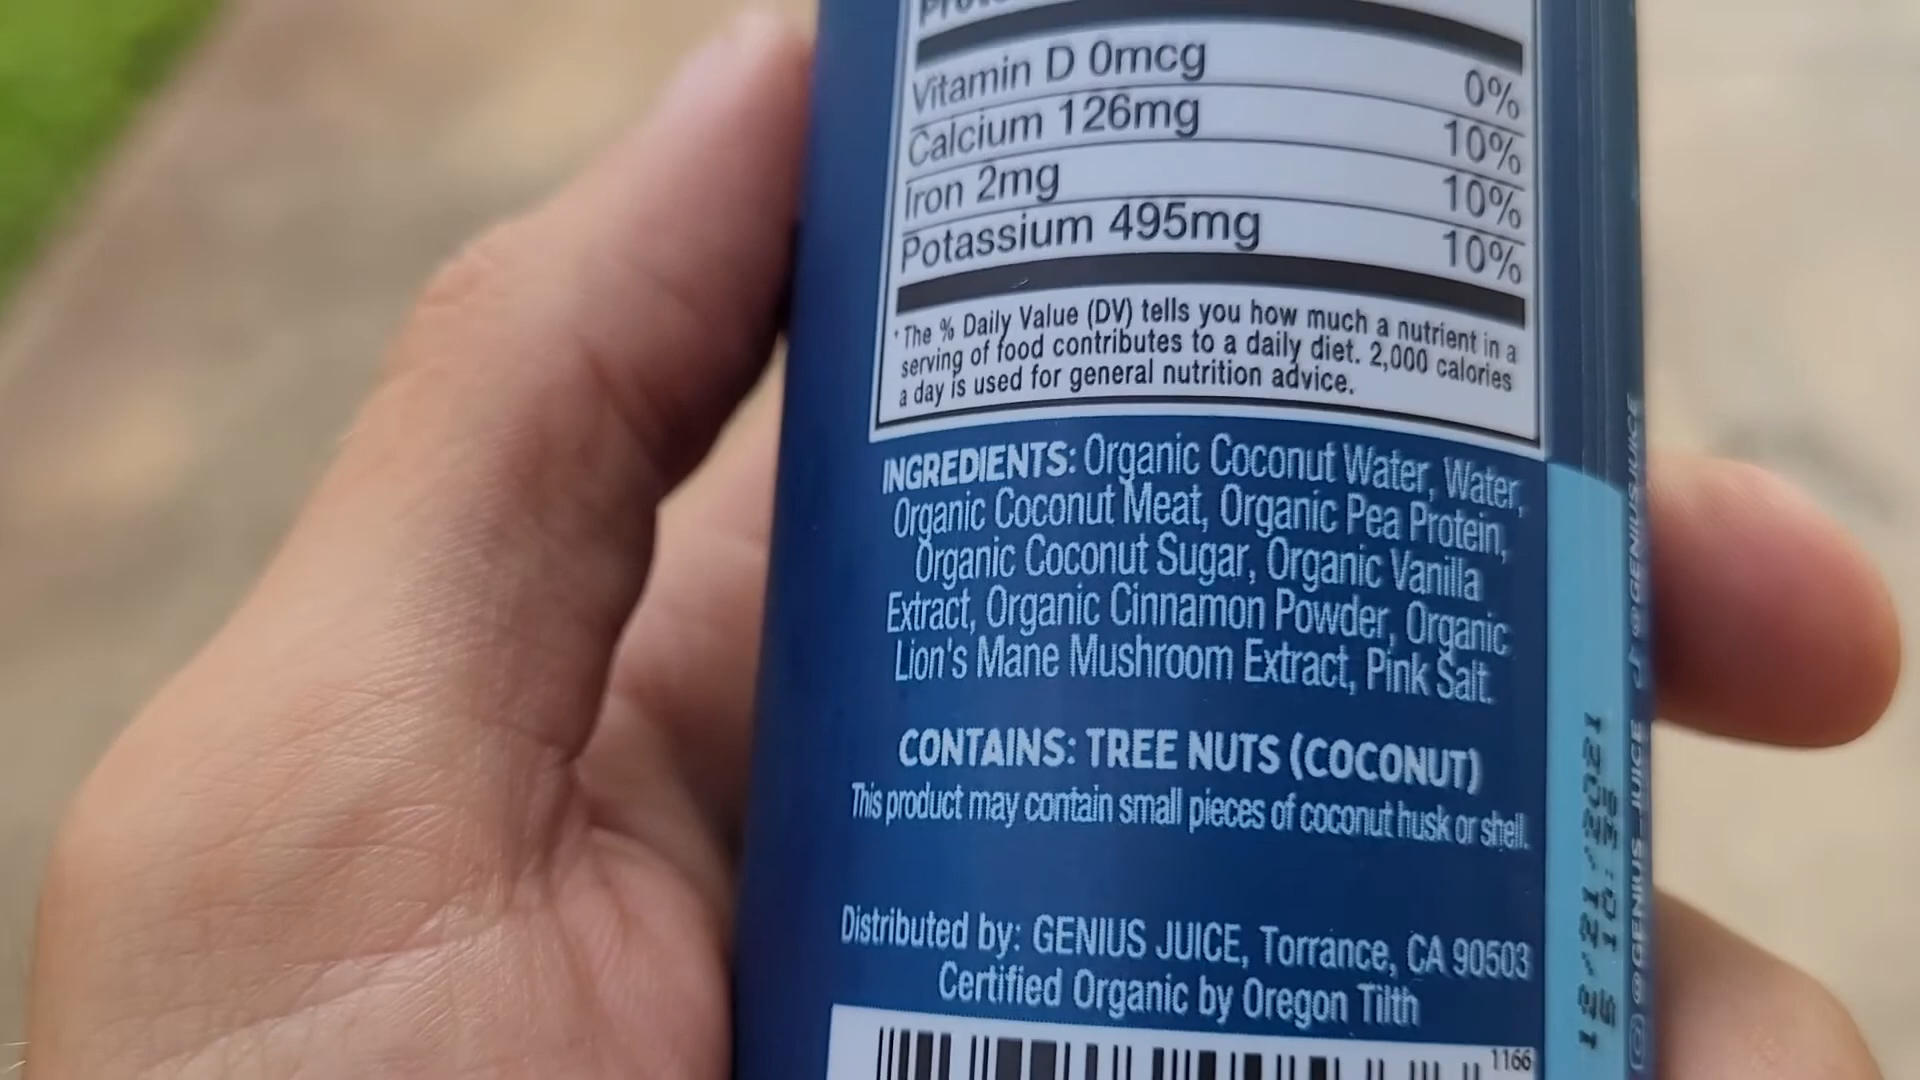 Vitamin D 0mcg 0%
Calcium 126mg 10%
Iron 2mg 10%
Potassium 495mg 10%
* The % Daily Value (DV) tells you how much a nutrient in a
serving of food contributes to a daily diet. 2,000 calories
a day is used for general nutrition advice.
INGREDIENTS: Organic Coconut Water, Water,
Organic Coconut Meat, Organic Pea Protein,
Organic Coconut Sugar, Organic Vanilla
Extract, Organic Cinnamon Powder, Organic
Lion's Mane Mushroom Extract, Pink Salt.
CONTAINS: TREE NUTS (COCONUT)
This product may contain small pieces of coconut husk or shell.
Distributed by: GENIUS JUICE, Torrance, CA 90503
Certified Organic by Oregon Tilth
1166
@GENIUS_JUICE @GENIUSJUICE